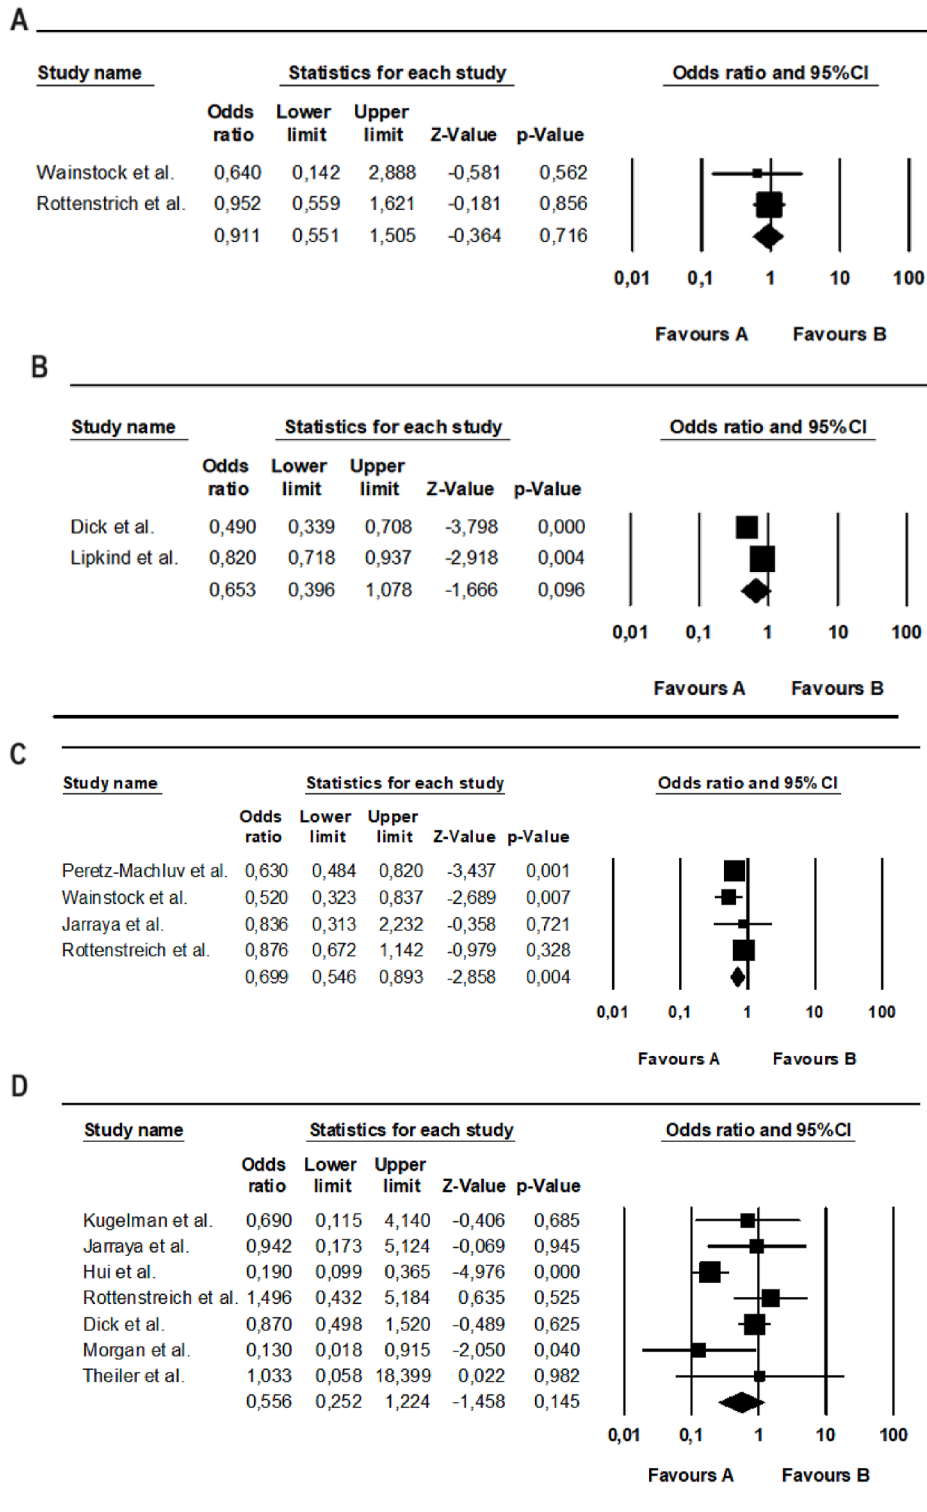 A
Study name Statistics for each study Odds ratio and 95%CI
Odds Lower Upper
ratio limit limit Z-Value p-Value
Wainstock et al. 0,640 0,142 2,888 -0,581 0,562
Rottenstrich et al. 0,952 0,559 1,621 -0,181 0,856
0,911 0,551 1,505 -0,364 0,716
0,01 0,1 1 10 100
Favours A Favours B
B
Study name Statistics for each study Odds ratio and 95%CI
Odds Lower Upper
ratio limit limit Z-Value p-Value
Dick et al. 0,490 0,339 0,708 -3,798 0,000
Lipkind et al. 0,820 0,718 0,937 -2,918 0,004
0,653 0,396 1,078 -1,666 0,096
0,01 0,1 1 10 100
Favours A Favours B
C
Study name Statistics for each study Odds ratio and 95% CI
Odds Lower Upper
ratio limit limit Z-Value p-Value
Peretz-Machluv et al. 0,630 0,484 0,820 -3,437 0,001
Wainstock et al. 0,520 0,323 0,837 -2,689 0,007
Jarraya et al. 0,836 0,313 2,232 -0,358 0,721
Rottenstreich et al. 0,876 0,672 1,142 -0,979 0,328
0,699 0,546 0,893 -2,858 0,004
0,01 0,1 1 10 100
Favours A Favours B
D
Study name Statistics for each study Odds ratio and 95%CI
Odds Lower Upper
ratio limit limit Z-Value p-Value
Kugelman et al. 0,690 0,115 4,140 -0,406 0,685
Jarraya et al. 0,942 0,173 5,124 -0,069 0,945
Hui et al. 0,190 0,099 0,365 -4,976 0,000
Rottenstreich et al. 1,496 0,432 5,184 0,635 0,525
Dick et al. 0,870 0,498 1,520 -0,489 0,625
Morgan et al. 0,130 0,018 0,915 -2,050 0,040
Theiler et al. 1,033 0,058 18,399 0,022 0,982
0,556 0,252 1,224 -1,458 0,145
0,01 0,1 1 10 100
Favours A Favours B